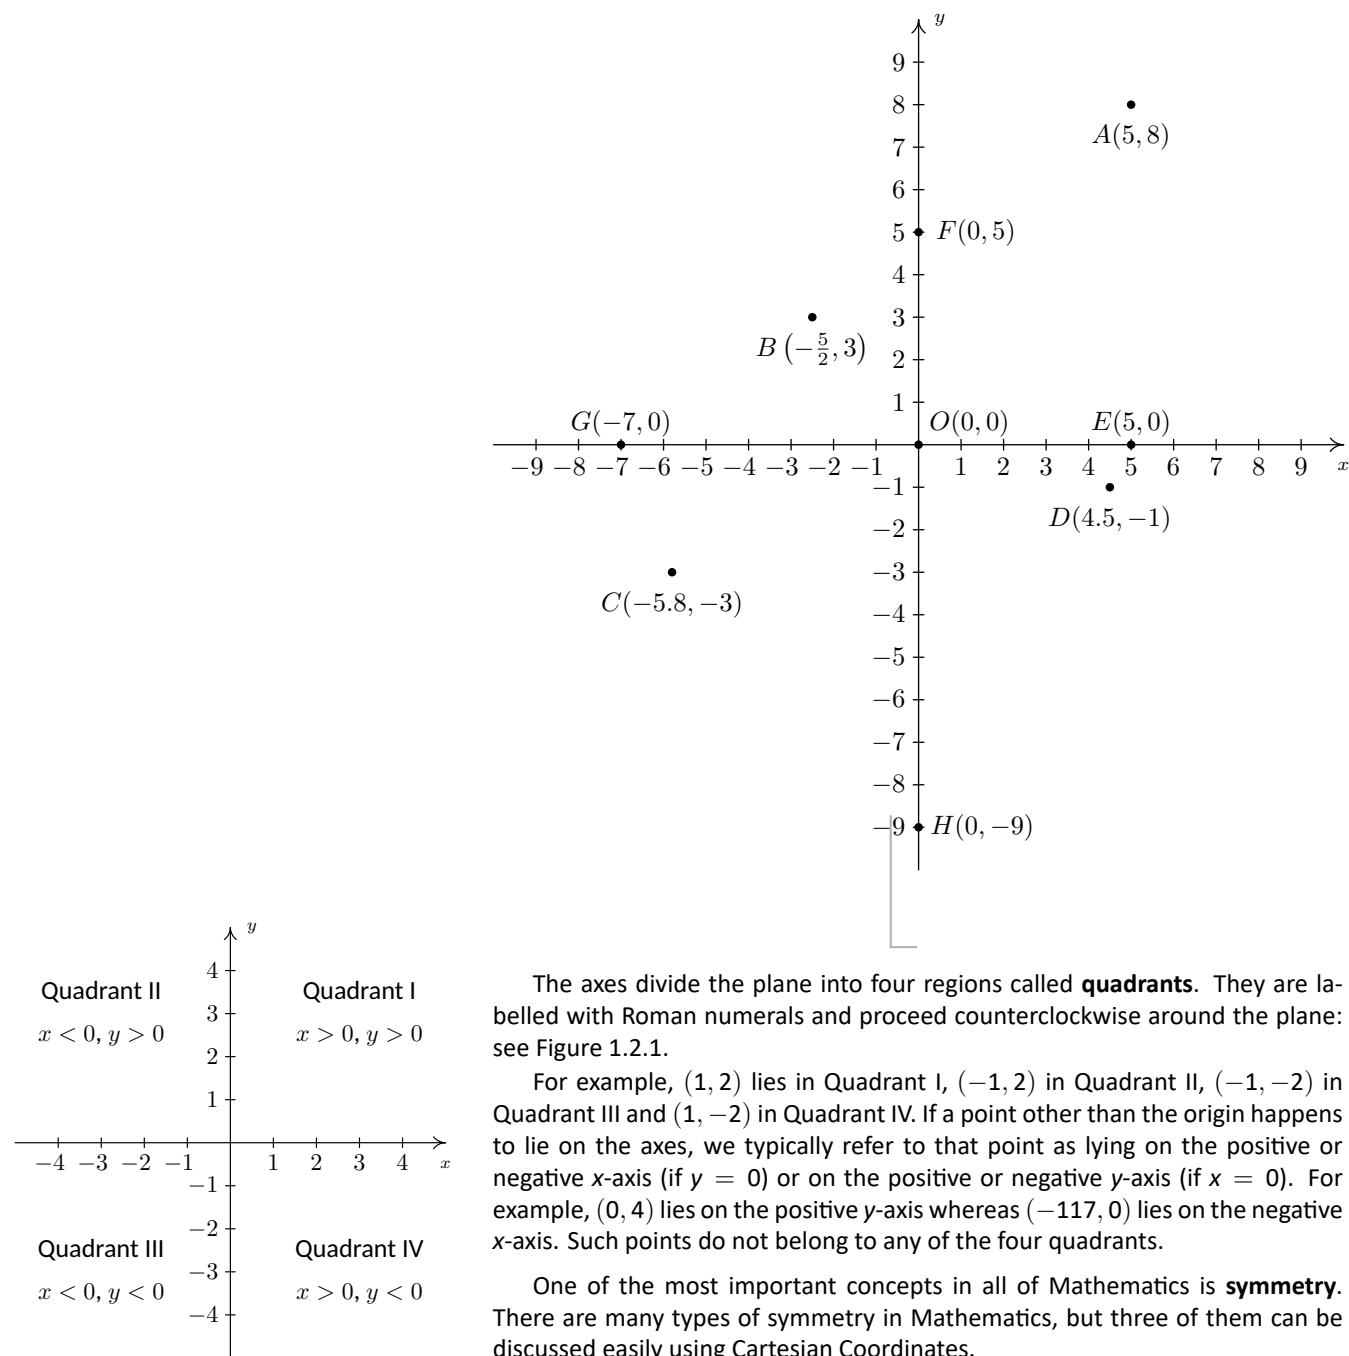 y
9
8
A(5, 8)
7
6
5 F(0, 5)
4
3
B (−5/2, 3)
2
1
G(−7, 0) O(0, 0) E(5, 0)
−9 −8 −7 −6 −5 −4 −3 −2 −1 1 2 3 4 5 6 7 8 9 x
−1
D(4.5, −1)
−2
−3
C(−5.8, −3)
−4
−5
−6
−7
−8
−9 H(0, −9)
y
4
Quadrant II Quadrant I
3
x < 0, y > 0 x > 0, y > 0
2
1
−4 −3 −2 −1 1 2 3 4 x
−1
−2
Quadrant III Quadrant IV
−3
x < 0, y < 0 x > 0, y < 0
−4
The axes divide the plane into four regions called quadrants. They are la-
belled with Roman numerals and proceed counterclockwise around the plane:
see Figure 1.2.1.
For example, (1, 2) lies in Quadrant I, (−1, 2) in Quadrant II, (−1, −2) in
Quadrant III and (1, −2) in Quadrant IV. If a point other than the origin happens
to lie on the axes, we typically refer to that point as lying on the positive or
negative x-axis (if y = 0) or on the positive or negative y-axis (if x = 0). For
example, (0, 4) lies on the positive y-axis whereas (−117, 0) lies on the negative
x-axis. Such points do not belong to any of the four quadrants.
One of the most important concepts in all of Mathematics is symmetry.
There are many types of symmetry in Mathematics, but three of them can be
discussed easily using Cartesian Coordinates.